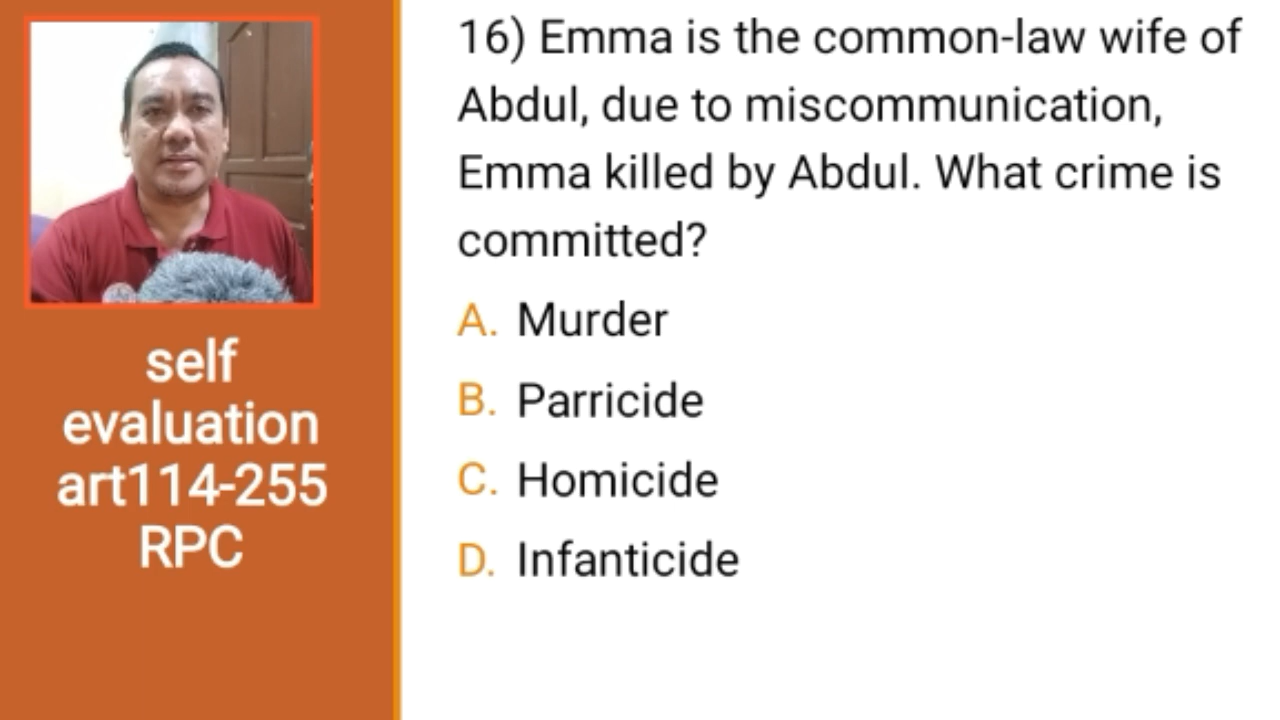 self
evaluation
art114-255
RPC
16) Emma is the common-law wife of
Abdul, due to miscommunication,
Emma killed by Abdul. What crime is
committed?
A. Murder
B. Parricide
C. Homicide
D. Infanticide